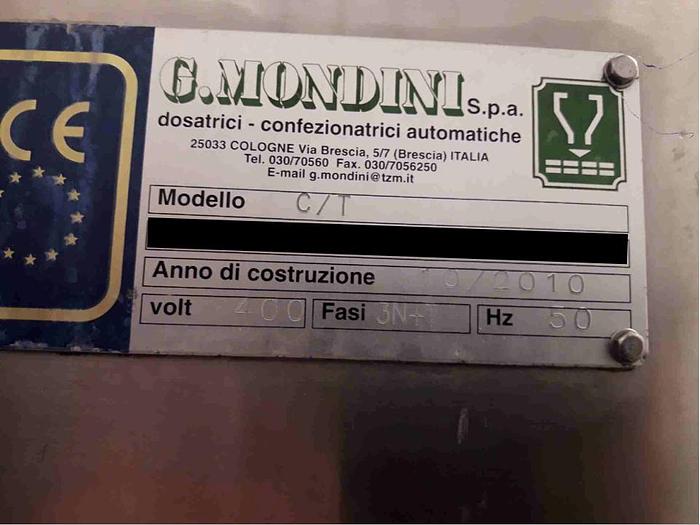 CE
G.MONDINI S.p.a.
dosatrici - confezionatrici automatiche
25033 COLOGNE Via Brescia, 5/7 (Brescia) ITALIA
Tel. 030/70560 Fax. 030/7056250
E-mail g.mondini@tzm.it
Modello C/T
Anno di costruzione 10/2010
volt 400 Fasi 3N+T Hz 50